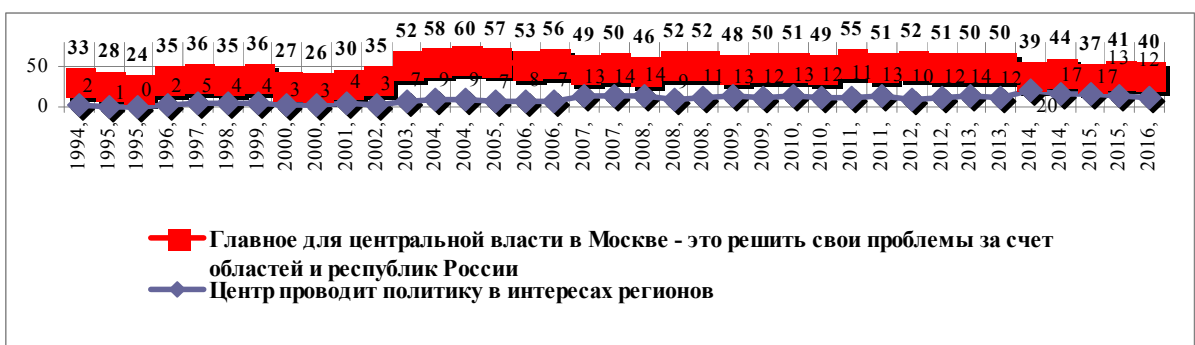 33 28 24 35 36 35 36 27 26 30 35 52 58 60 57 53 56 49 50 46 52 52 48 50 51 49 55 51 52 51 50 50 39 44 37 41 40
50
2 1 0 2 5 4 4 3 3 4 3 7 9 9 7 8 7 13 14 14 9 11 13 12 13 12 11 13 10 12 14 12 20 17 17 13 12
0
1994, 1995, 1995, 1996, 1997, 1998, 1999, 2000, 2000, 2001, 2002, 2003, 2004, 2004, 2005, 2006, 2006, 2007, 2007, 2008, 2008, 2009, 2009, 2009, 2010, 2010, 2011, 2011, 2012, 2012, 2013, 2013, 2014, 2014, 2015, 2015, 2016,
Главное для центральной власти в Москве - это решить свои проблемы за счет
областей и республик России
Центр проводит политику в интересах регионов